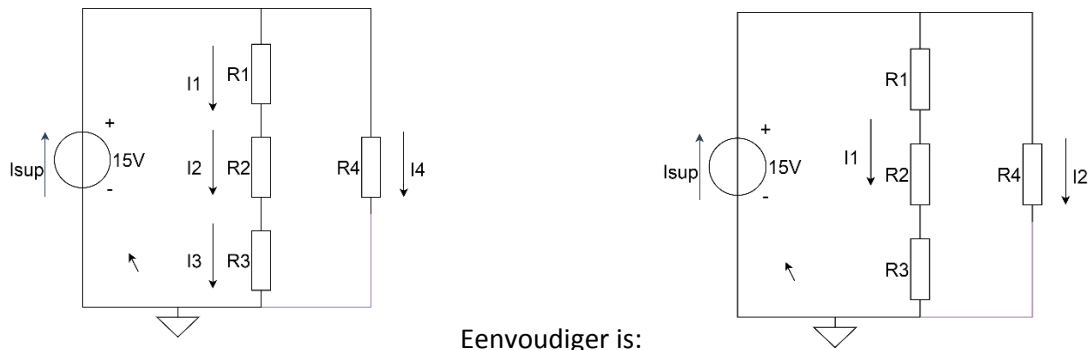 I1
R1
+
Isup
15V
-
I2
R2
R4
I4
I3
R3
Eenvoudiger is:
R1
+
Isup
15V
-
I1
R2
R4
I2
R3